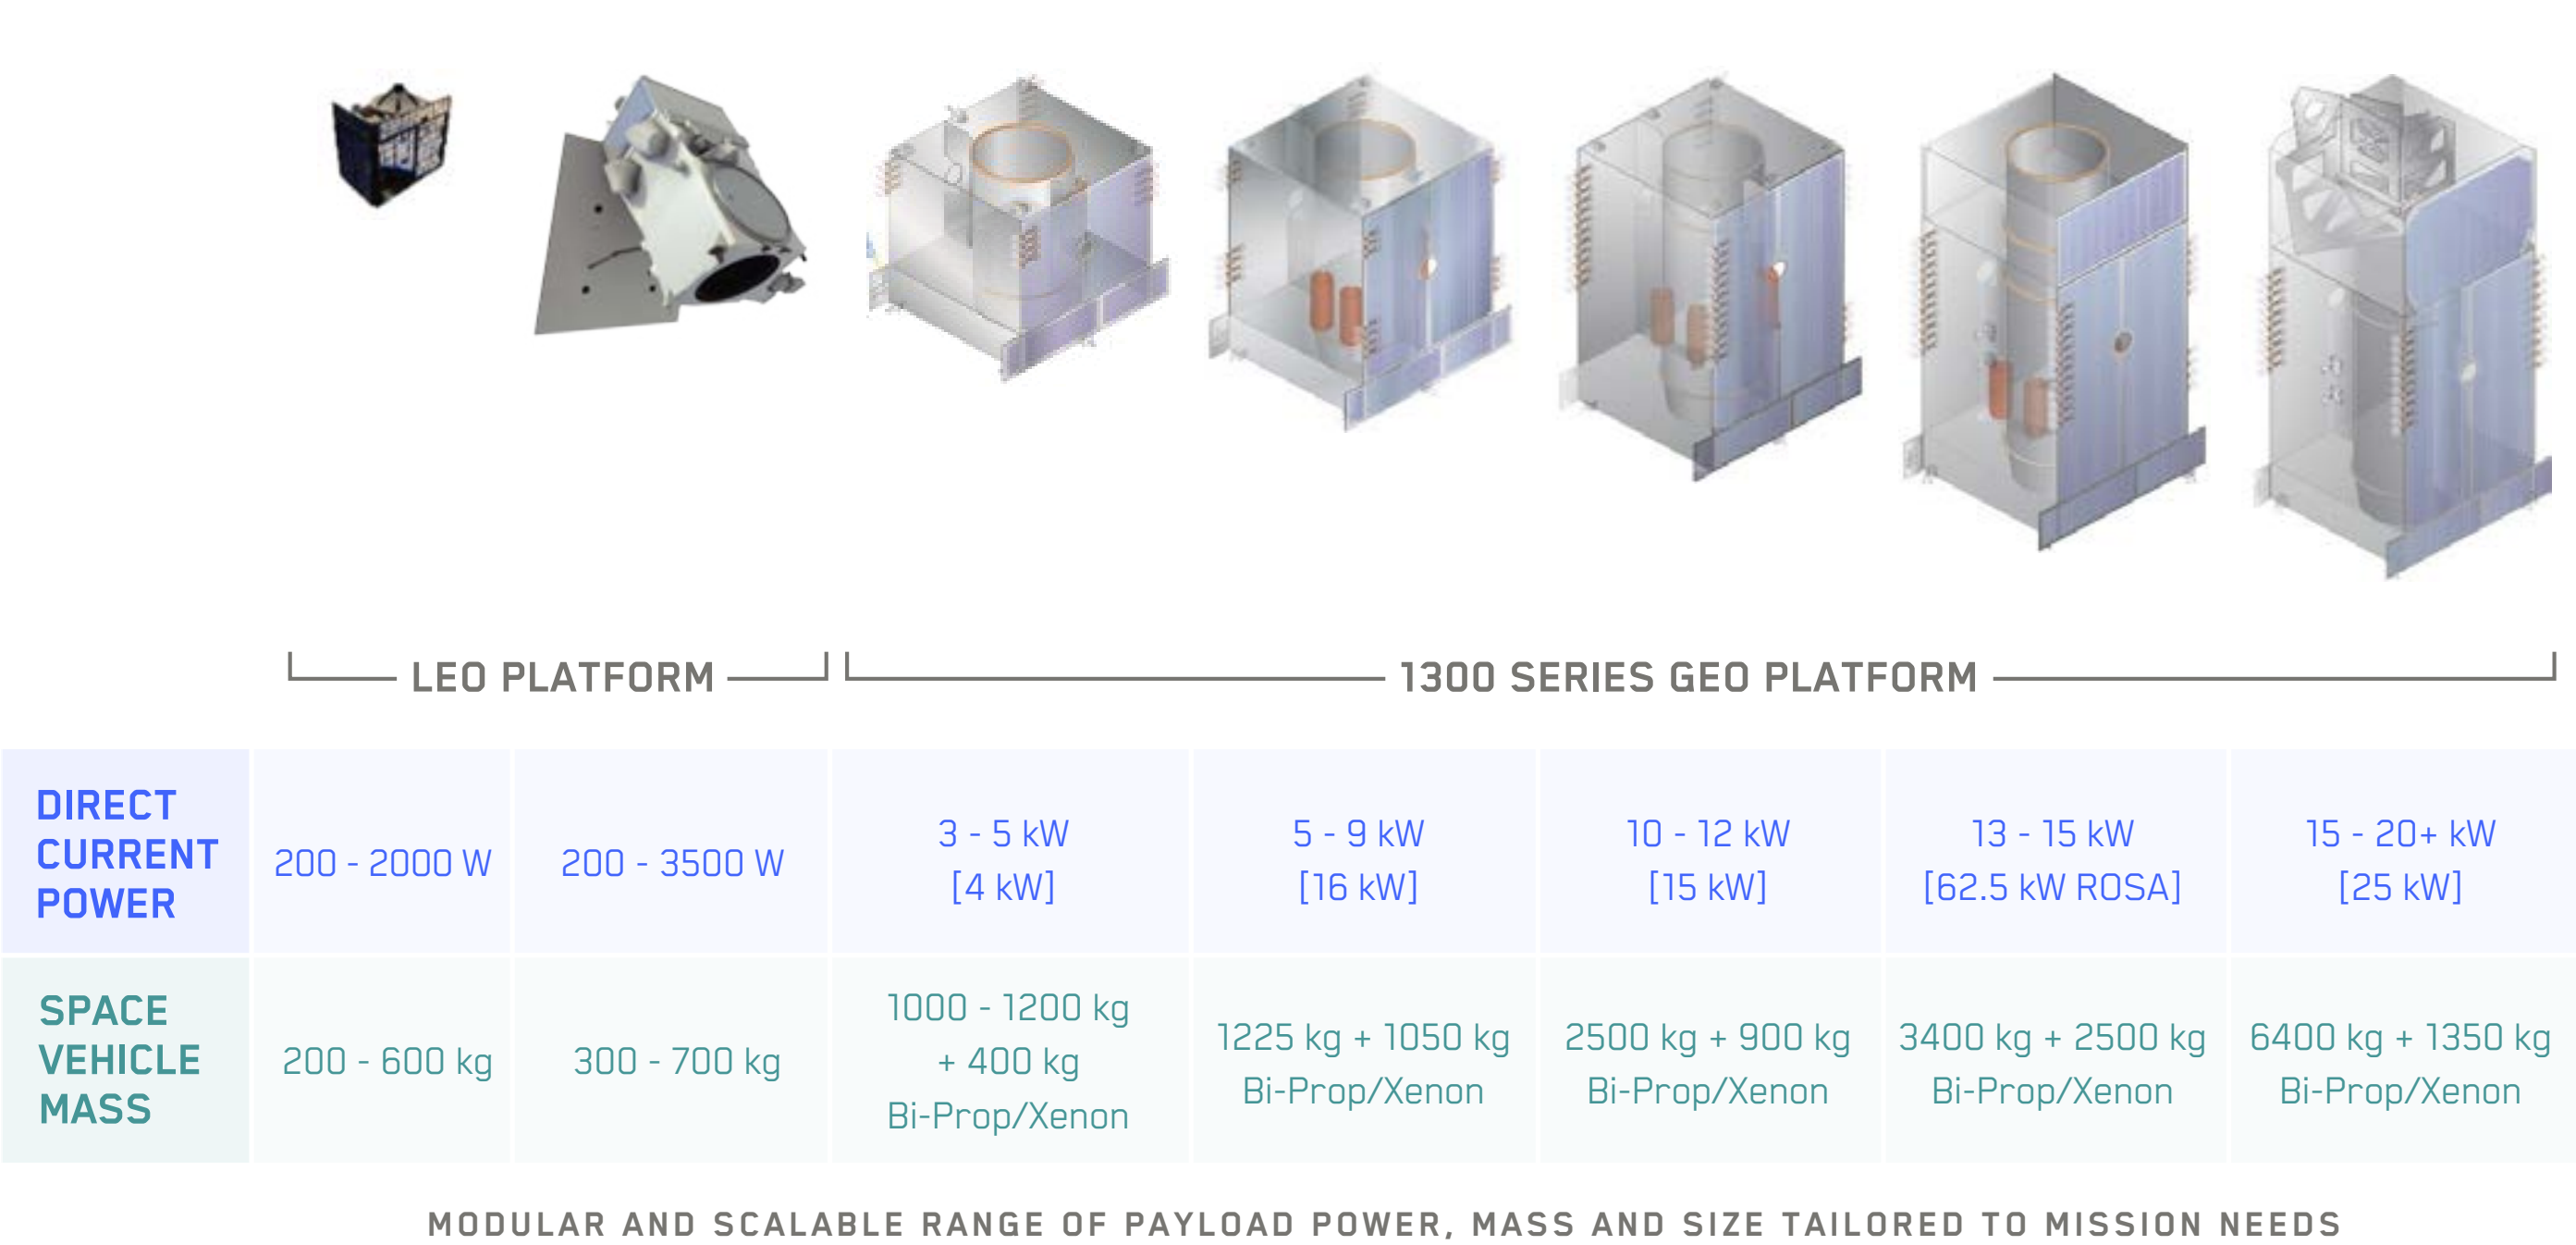 LEO PLATFORM
1300 SERIES GEO PLATFORM
DIRECT
CURRENT
POWER
200 - 2000 W
200 - 3500 W
3 - 5 kW
[4 kW]
5 - 9 kW
[16 kW]
10 - 12 kW
[15 kW]
13 - 15 kW
[62.5 kW ROSA]
15 - 20+ kW
[25 kW]
SPACE
VEHICLE
MASS
200 - 600 kg
300 - 700 kg
1000 - 1200 kg
+ 400 kg
Bi-Prop/Xenon
1225 kg + 1050 kg
Bi-Prop/Xenon
2500 kg + 900 kg
Bi-Prop/Xenon
3400 kg + 2500 kg
Bi-Prop/Xenon
6400 kg + 1350 kg
Bi-Prop/Xenon
MODULAR AND SCALABLE RANGE OF PAYLOAD POWER, MASS AND SIZE TAILORED TO MISSION NEEDS